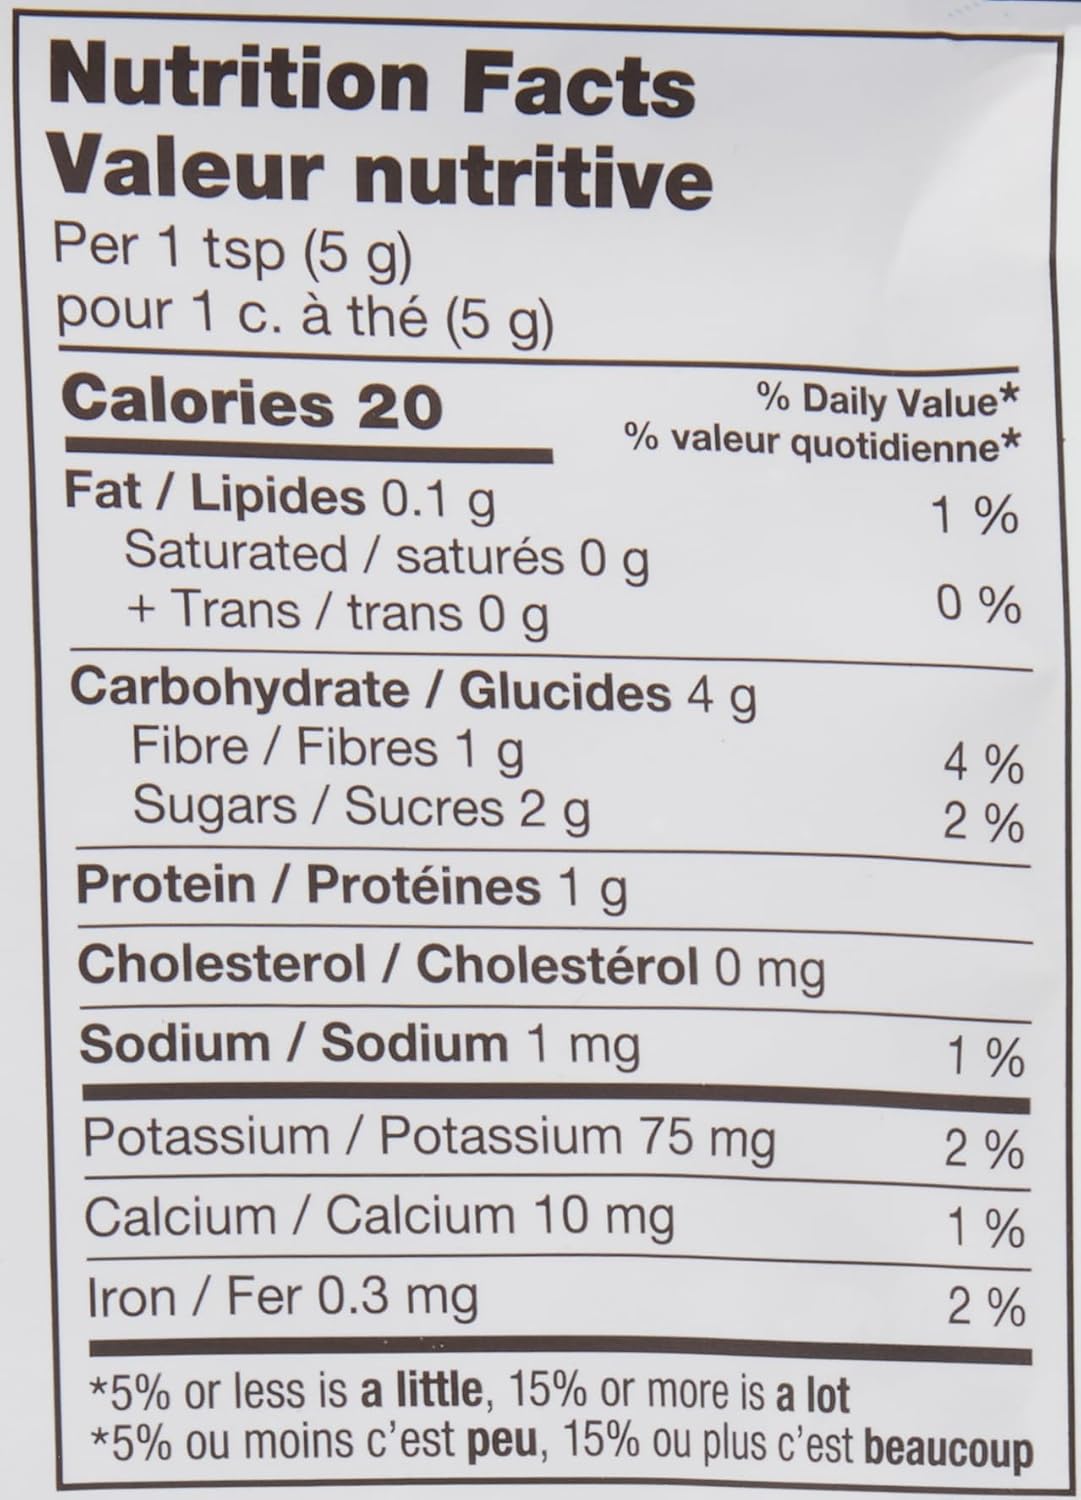 Nutrition Facts
Valeur nutritive
Per 1 tsp (5 g)
pour 1 c. à thé (5 g)
Calories 20
% Daily Value*
% valeur quotidienne*
Fat / Lipides 0.1 g 1 %
Saturated / saturés 0 g
+ Trans / trans 0 g 0 %
Carbohydrate / Glucides 4 g
Fibre / Fibres 1 g 4 %
Sugars / Sucres 2 g 2 %
Protein / Protéines 1 g
Cholesterol / Cholestérol 0 mg
Sodium / Sodium 1 mg 1 %
Potassium / Potassium 75 mg 2 %
Calcium / Calcium 10 mg 1 %
Iron / Fer 0.3 mg 2 %
*5% or less is a little, 15% or more is a lot
*5% ou moins c'est peu, 15% ou plus c'est beaucoup